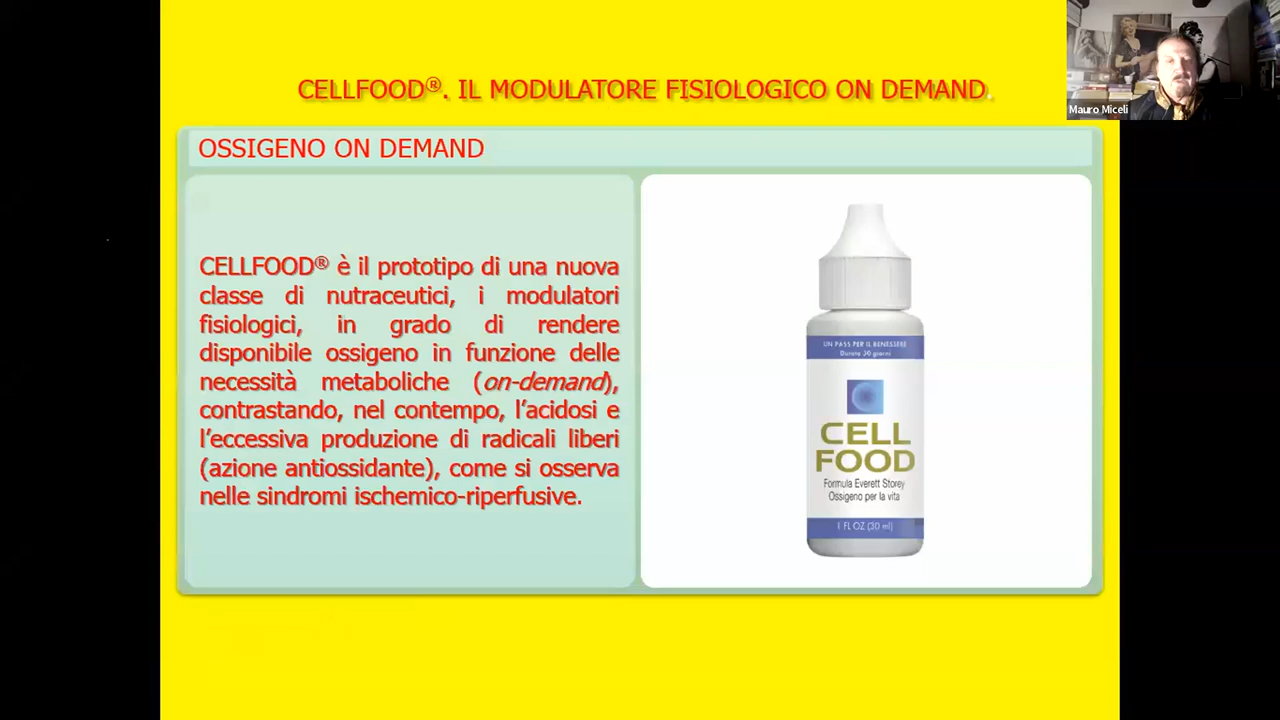 CELLFOOD®. IL MODULATORE FISIOLOGICO ON DEMAND.
Mauro Miceli
OSSIGENO ON DEMAND
CELLFOOD® è il prototipo di una nuova
classe di nutraceutici, i modulatori
fisiologici, in grado di rendere
disponibile ossigeno in funzione delle
necessità metaboliche (on-demand),
contrastando, nel contempo, l'acidosi e
l'eccessiva produzione di radicali liberi
(azione antiossidante), come si osserva
nelle sindromi ischemico-riperfusive.
UN PASS PER IL BENESSERE
Durata 30 giorni
CELL
FOOD
Formula Everett Storey
Ossigeno per la vita
1 FL OZ (30 ml)